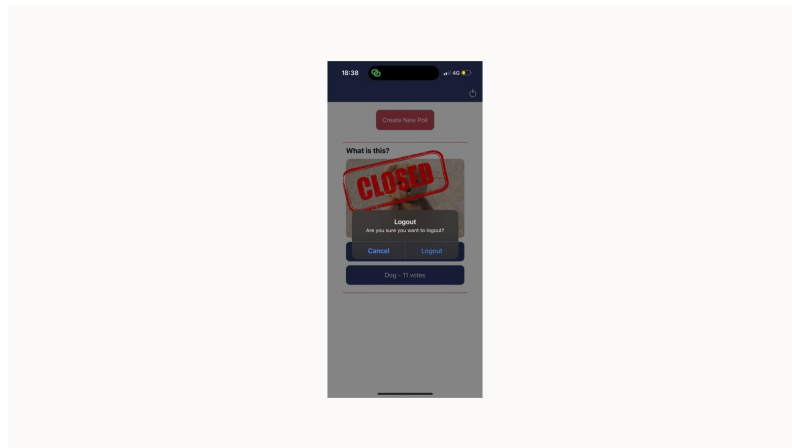 18:38
4G
Create New Poll
What is this?
CLOSED
Logout
Are you sure you want to logout?
Cancel
Logout
Dog - 11 votes